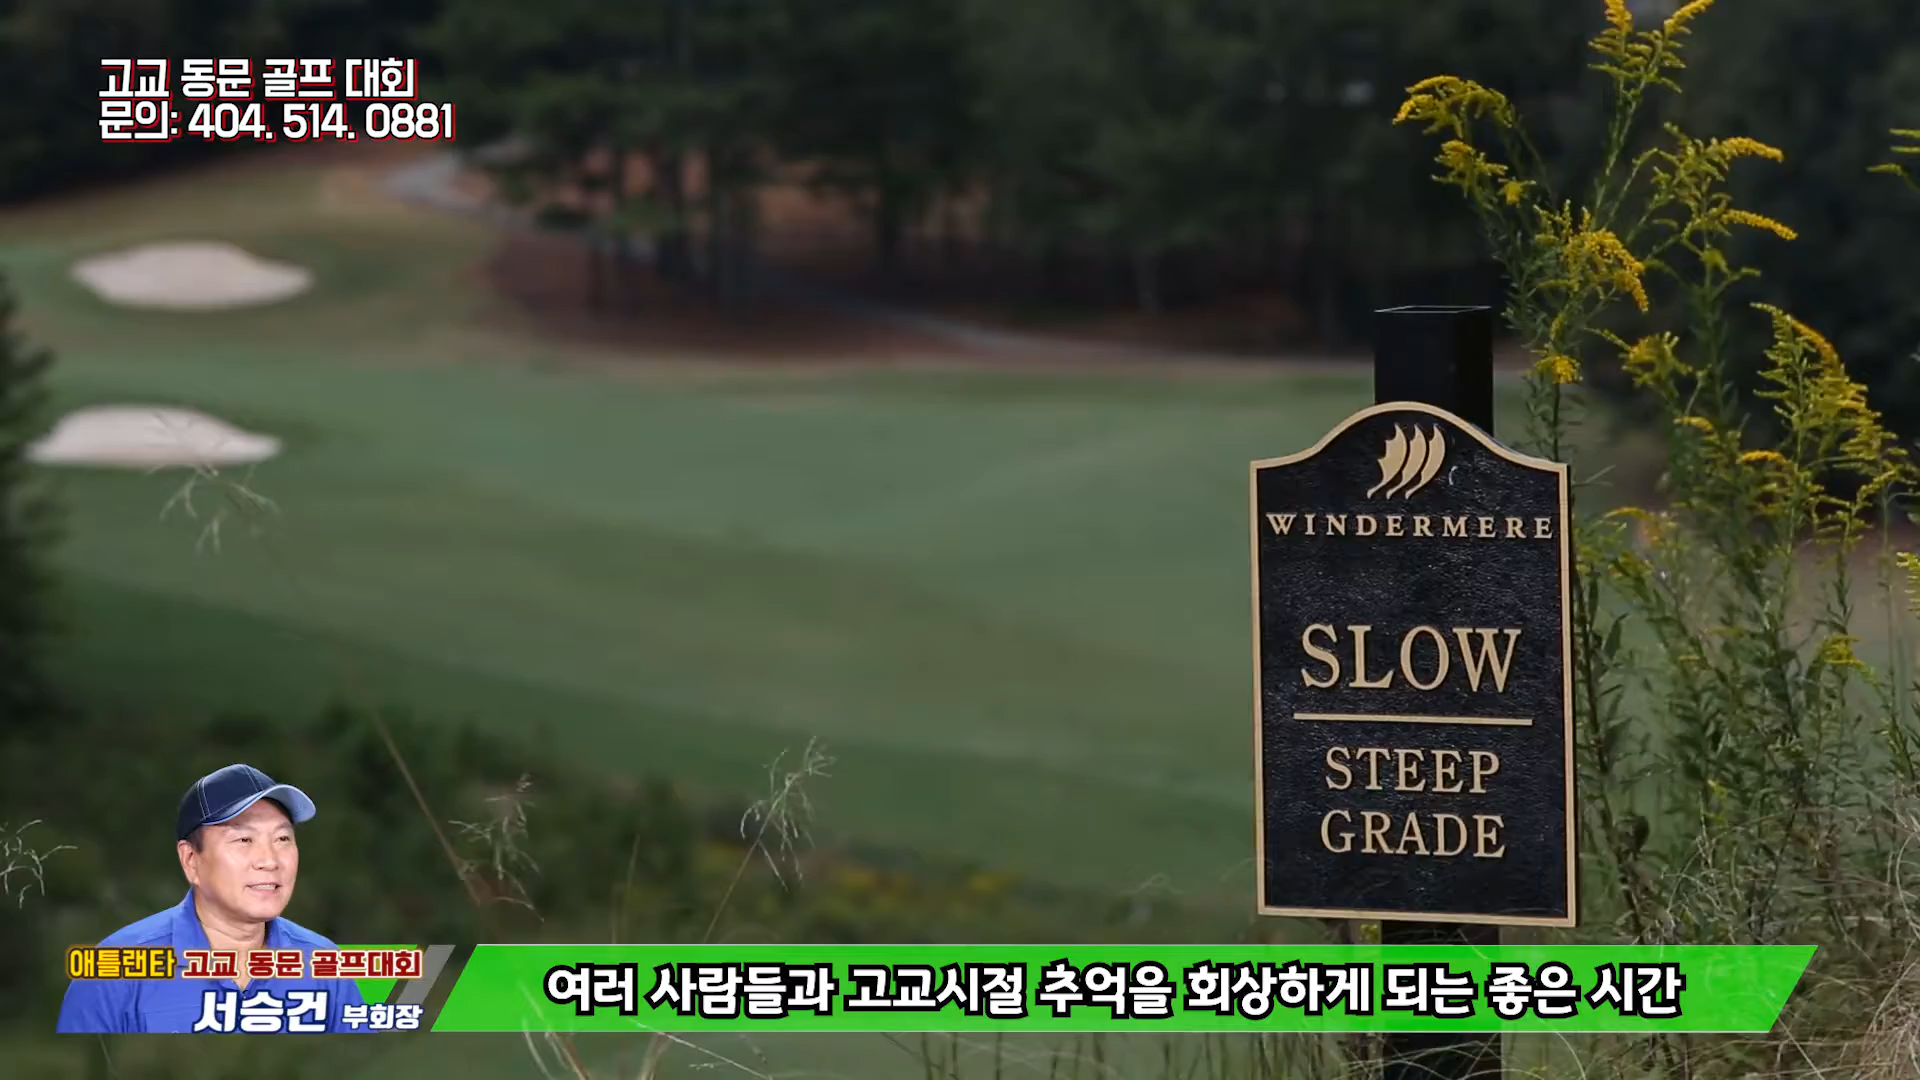 고교 동문 골프 대회
문의: 404. 514. 0881
WINDERMERE
SLOW
STEEP
GRADE
애틀랜타 고교 동문 골프대회
서승건 부회장
여러 사람들과 고교시절 추억을 회상하게 되는 좋은 시간